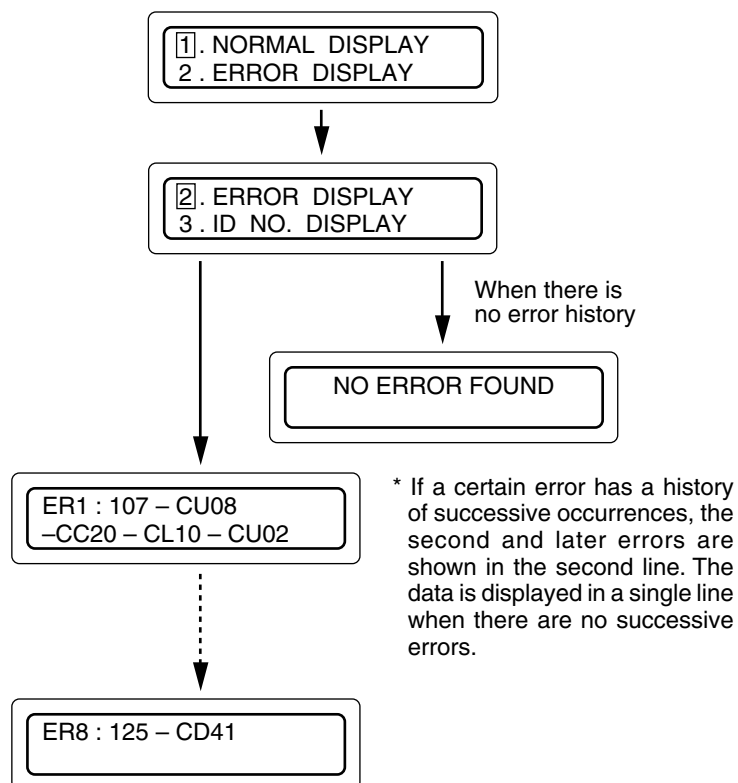 1. NORMAL DISPLAY
2 . ERROR DISPLAY
2. ERROR DISPLAY
3 . ID NO. DISPLAY
When there is
no error history
NO ERROR FOUND
ER1 : 107 – CU08
–CC20 – CL10 – CU02
* If a certain error has a history
of successive occurrences, the
second and later errors are
shown in the second line. The
data is displayed in a single line
when there are no successive
errors.
ER8 : 125 – CD41